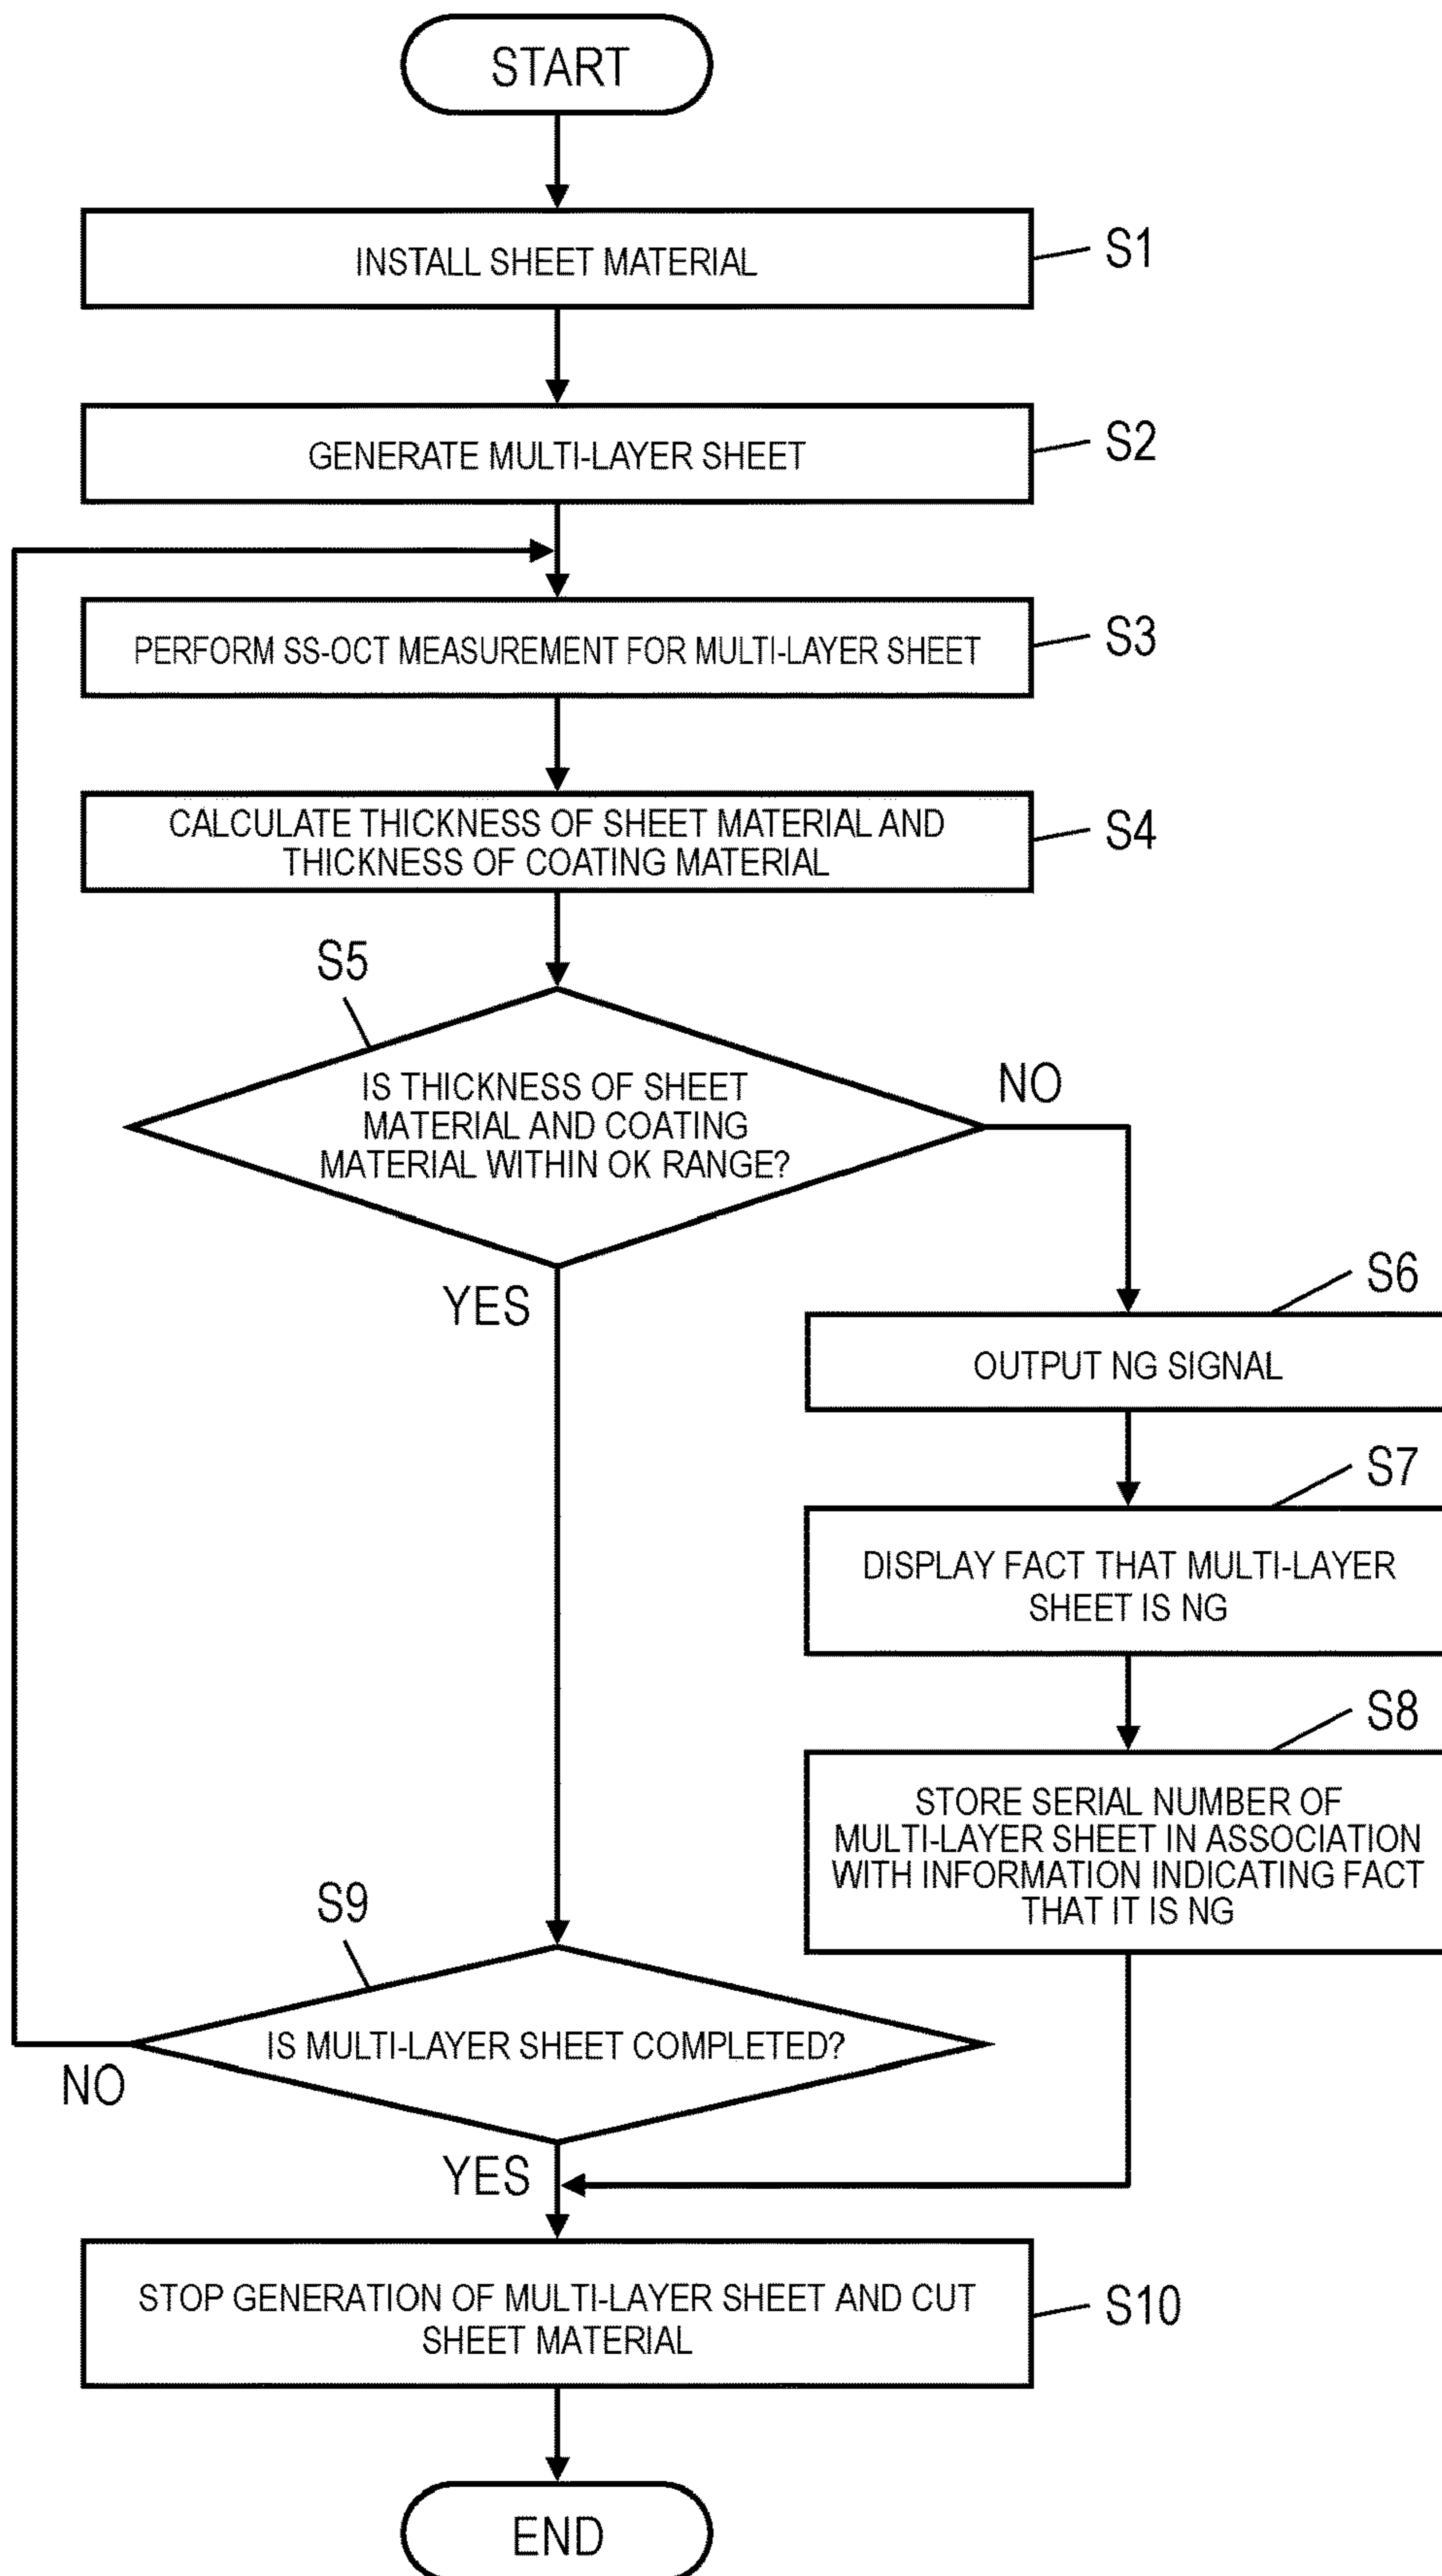 START
INSTALL SHEET MATERIAL
S1
GENERATE MULTI-LAYER SHEET
S2
PERFORM SS-OCT MEASUREMENT FOR MULTI-LAYER SHEET
S3
CALCULATE THICKNESS OF SHEET MATERIAL AND
THICKNESS OF COATING MATERIAL
S4
S5
IS THICKNESS OF SHEET
MATERIAL AND COATING
MATERIAL WITHIN OK RANGE?
NO
YES
S6
OUTPUT NG SIGNAL
S7
DISPLAY FACT THAT MULTI-LAYER
SHEET IS NG
S8
STORE SERIAL NUMBER OF
MULTI-LAYER SHEET IN ASSOCIATION
WITH INFORMATION INDICATING FACT
THAT IT IS NG
S9
IS MULTI-LAYER SHEET COMPLETED?
NO
YES
STOP GENERATION OF MULTI-LAYER SHEET AND CUT
SHEET MATERIAL
S10
END